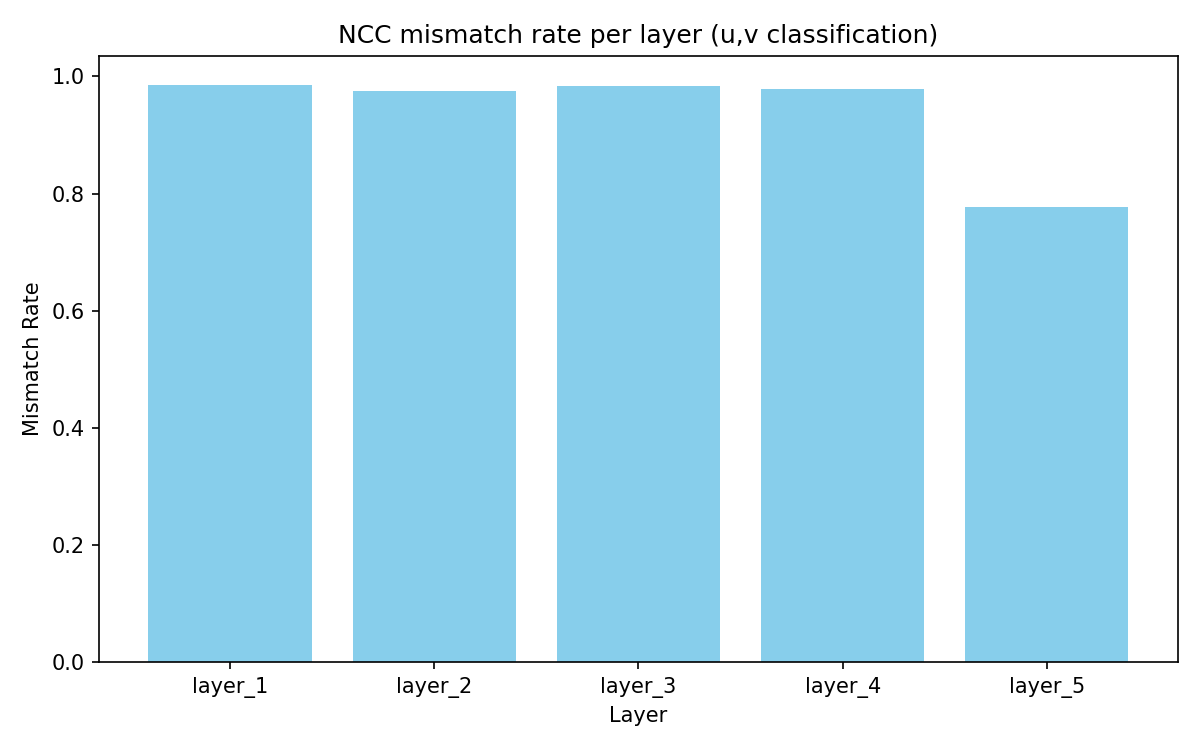 NCC mismatch rate per layer (u,v classification)
1.0
0.8
0.6
0.4
0.2
0.0
Mismatch Rate
layer_1 layer_2 layer_3 layer_4 layer_5
Layer